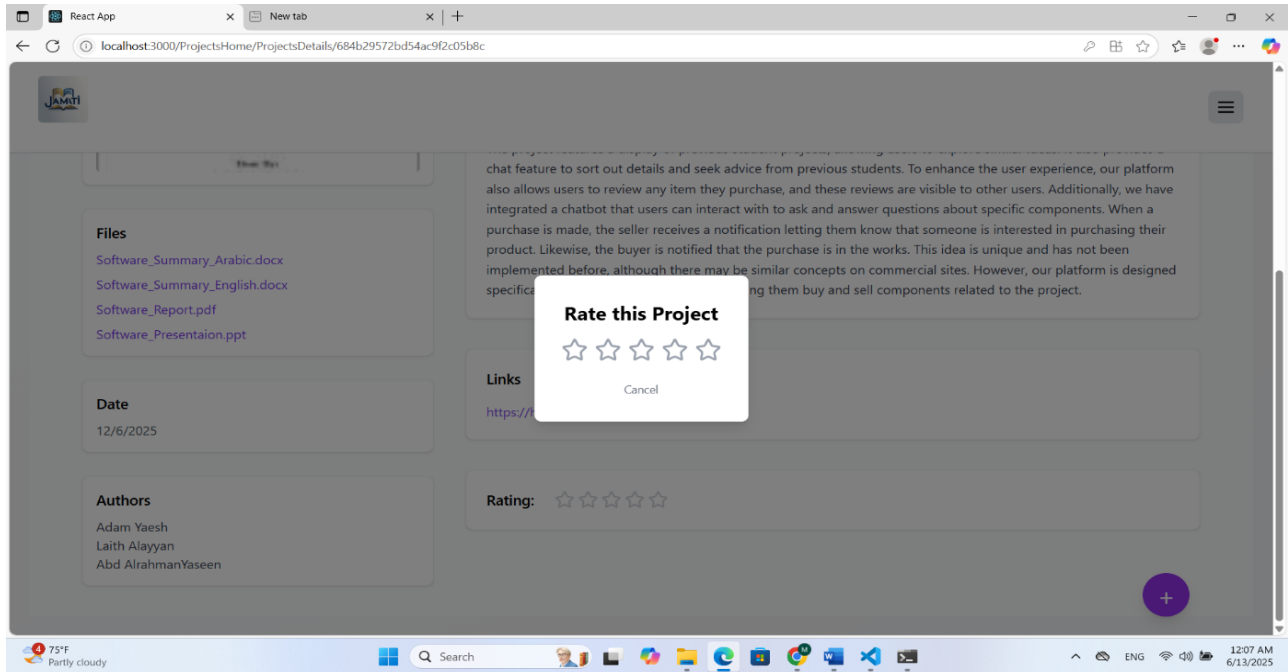 React App
New tab
localhost:3000/ProjectsHome/ProjectsDetails/684b29572bd54ac9f2c05b8c
JAMITI
chat feature to sort out details and seek advice from previous students. To enhance the user experience, our platform
also allows users to review any item they purchase, and these reviews are visible to other users. Additionally, we have
integrated a chatbot that users can interact with to ask and answer questions about specific components. When a
purchase is made, the seller receives a notification letting them know that someone is interested in purchasing their
product. Likewise, the buyer is notified that the purchase is in the works. This idea is unique and has not been
implemented before, although there may be similar concepts on commercial sites. However, our platform is designed
specifica ng them buy and sell components related to the project.
Files
Software_Summary_Arabic.docx
Software_Summary_English.docx
Software_Report.pdf
Software_Presentaion.ppt
Rate this Project
Cancel
Links
https://h
Date
12/6/2025
Rating:
Authors
Adam Yaesh
Laith Alayyan
Abd AlrahmanYaseen
+
4
75°F
Partly cloudy
Search
ENG
12:07 AM
6/13/2025